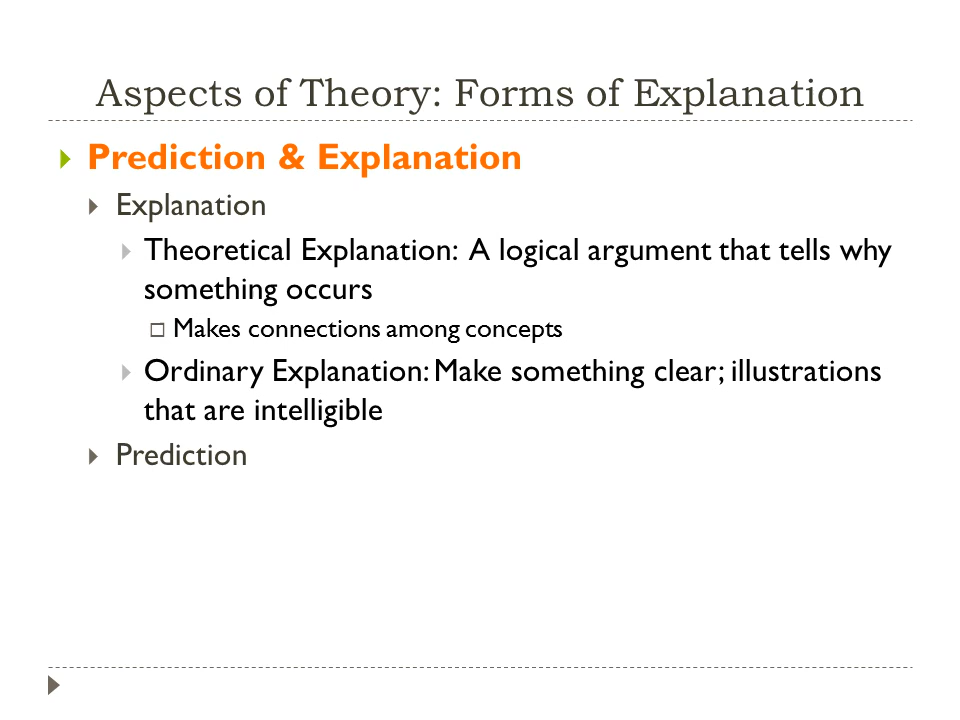 Aspects of Theory: Forms of Explanation
Prediction & Explanation
Explanation
Theoretical Explanation: A logical argument that tells why
something occurs
Makes connections among concepts
Ordinary Explanation: Make something clear; illustrations
that are intelligible
Prediction